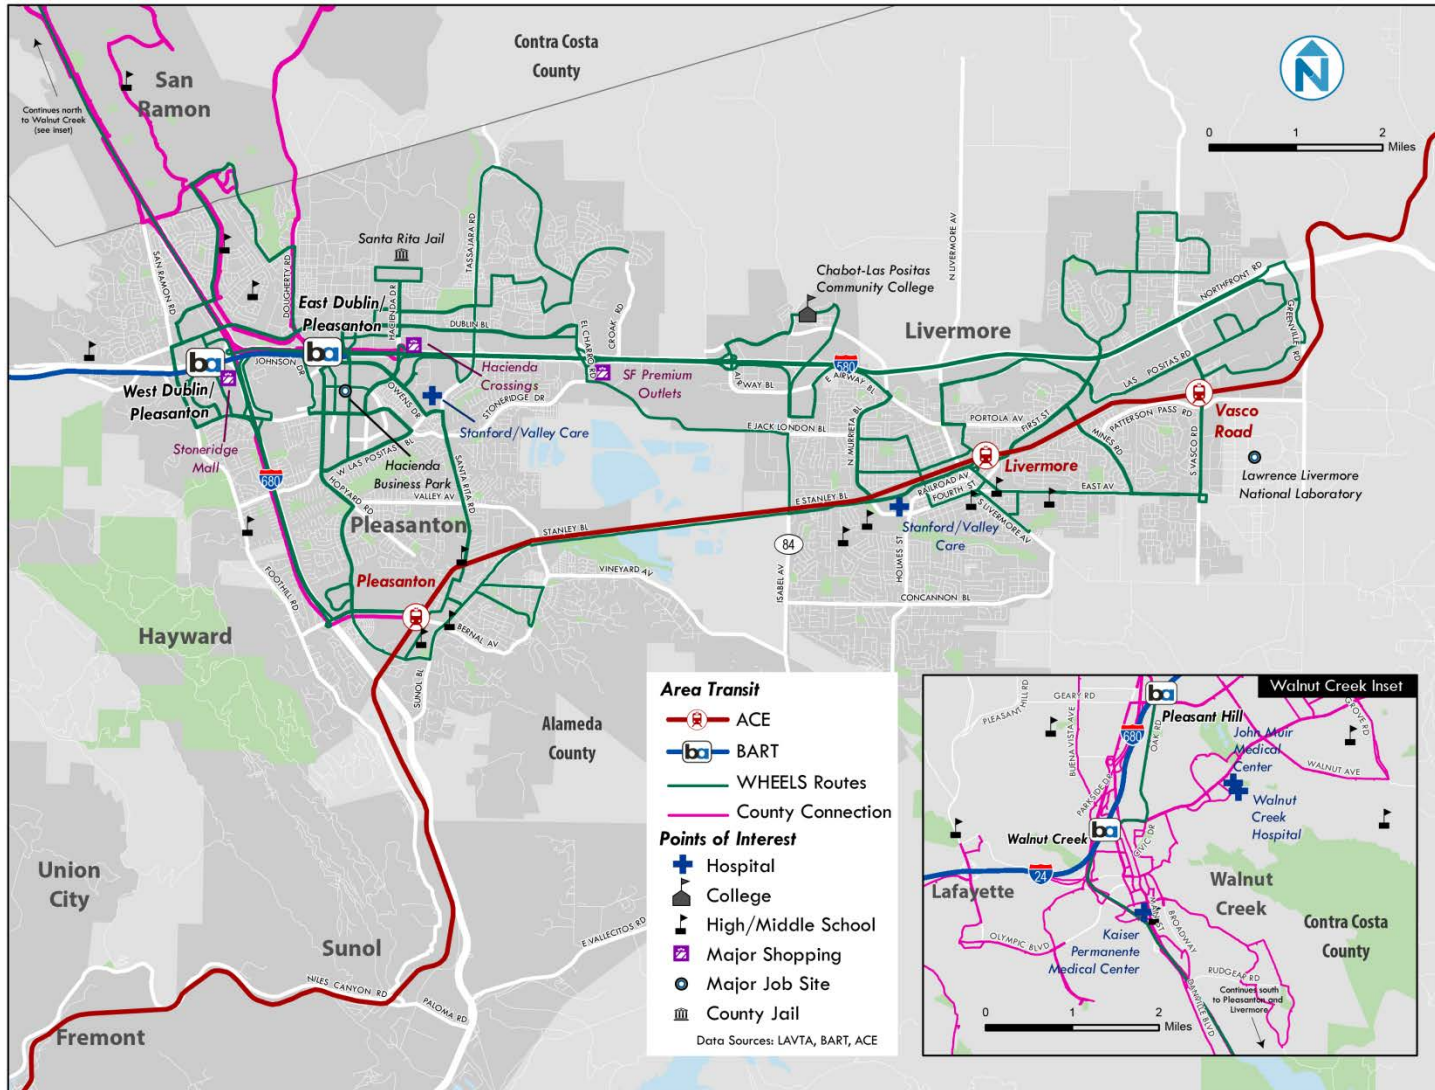 Contra Costa
County
San
Ramon
Continues north
to Walnut Creek
(see inset)
N
0 1 2
Miles
SAN RAMON RD
DOUGHERTY RD
TASSAJARA RD
Santa Rita Jail
HACIENDA DR
East Dublin/
Pleasanton
ba
DUBLIN BL
EL CHARRO RD
CROAK RD
N LIVERMORE AV
Chabot-Las Positas
Community College
Livermore
NORTHFRONT RD
GREENVILLE RD
ba
West Dublin/
Pleasanton
JOHNSON DR
OWENS DR
Hacienda
Crossings
STONERIDGE DR
SF Premium
Outlets
AIRWAY BL
580
E AIRWAY BL
LAS POSITAS RD
Stoneridge
Mall
Stanford/Valley Care
W LAS POSITAS BL
Hacienda
Business Park
E JACK LONDON BL
N MURRIETA BL
PORTOLA AV
FIRST ST
MINES RD
PATTERSON PASS RD
Vasco
Road
S VASCO RD
Lawrence Livermore
National Laboratory
680
HOPYARD RD
VALLEY AV
SANTA RITA RD
Pleasanton
STANLEY BL
E STANLEY BL
Livermore
RAILROAD AV
FOURTH ST
EAST AV
S LIVERMORE AV
Stanford/Valley
Care
84
ISABEL AV
HOLMES ST
CONCANNON BL
VINEYARD AV
Pleasanton
FOOTHILL RD
BERNAL AV
SUNOL BL
Hayward
Alameda
County
Union
City
Sunol
NILES CANYON RD
PALOMA RD
E VALLECITOS RD
Fremont
Area Transit
ACE
ba BART
WHEELS Routes
County Connection
Points of Interest
Hospital
College
High/Middle School
Major Shopping
Major Job Site
County Jail
Data Sources: LAVTA, BART, ACE
Walnut Creek Inset
PLEASANT HILL RD
GEARY RD
BUENA VISTA AVE
ba
Pleasant Hill
680
OAK RD
John Muir
Medical
Center
GROVE RD
WALNUT AVE
PARKSIDE DR
Walnut
Creek
Hospital
Walnut Creek
ba
CIVIC DR
24
Lafayette
Walnut
Creek
Contra Costa
County
MAIN ST
BROADWAY
OLYMPIC BLVD
Kaiser
Permanente
Medical Center
RUDGEAR RD
DANVILLE BLVD
Continues south
to Pleasanton and
Livermore
0 1 2
Miles